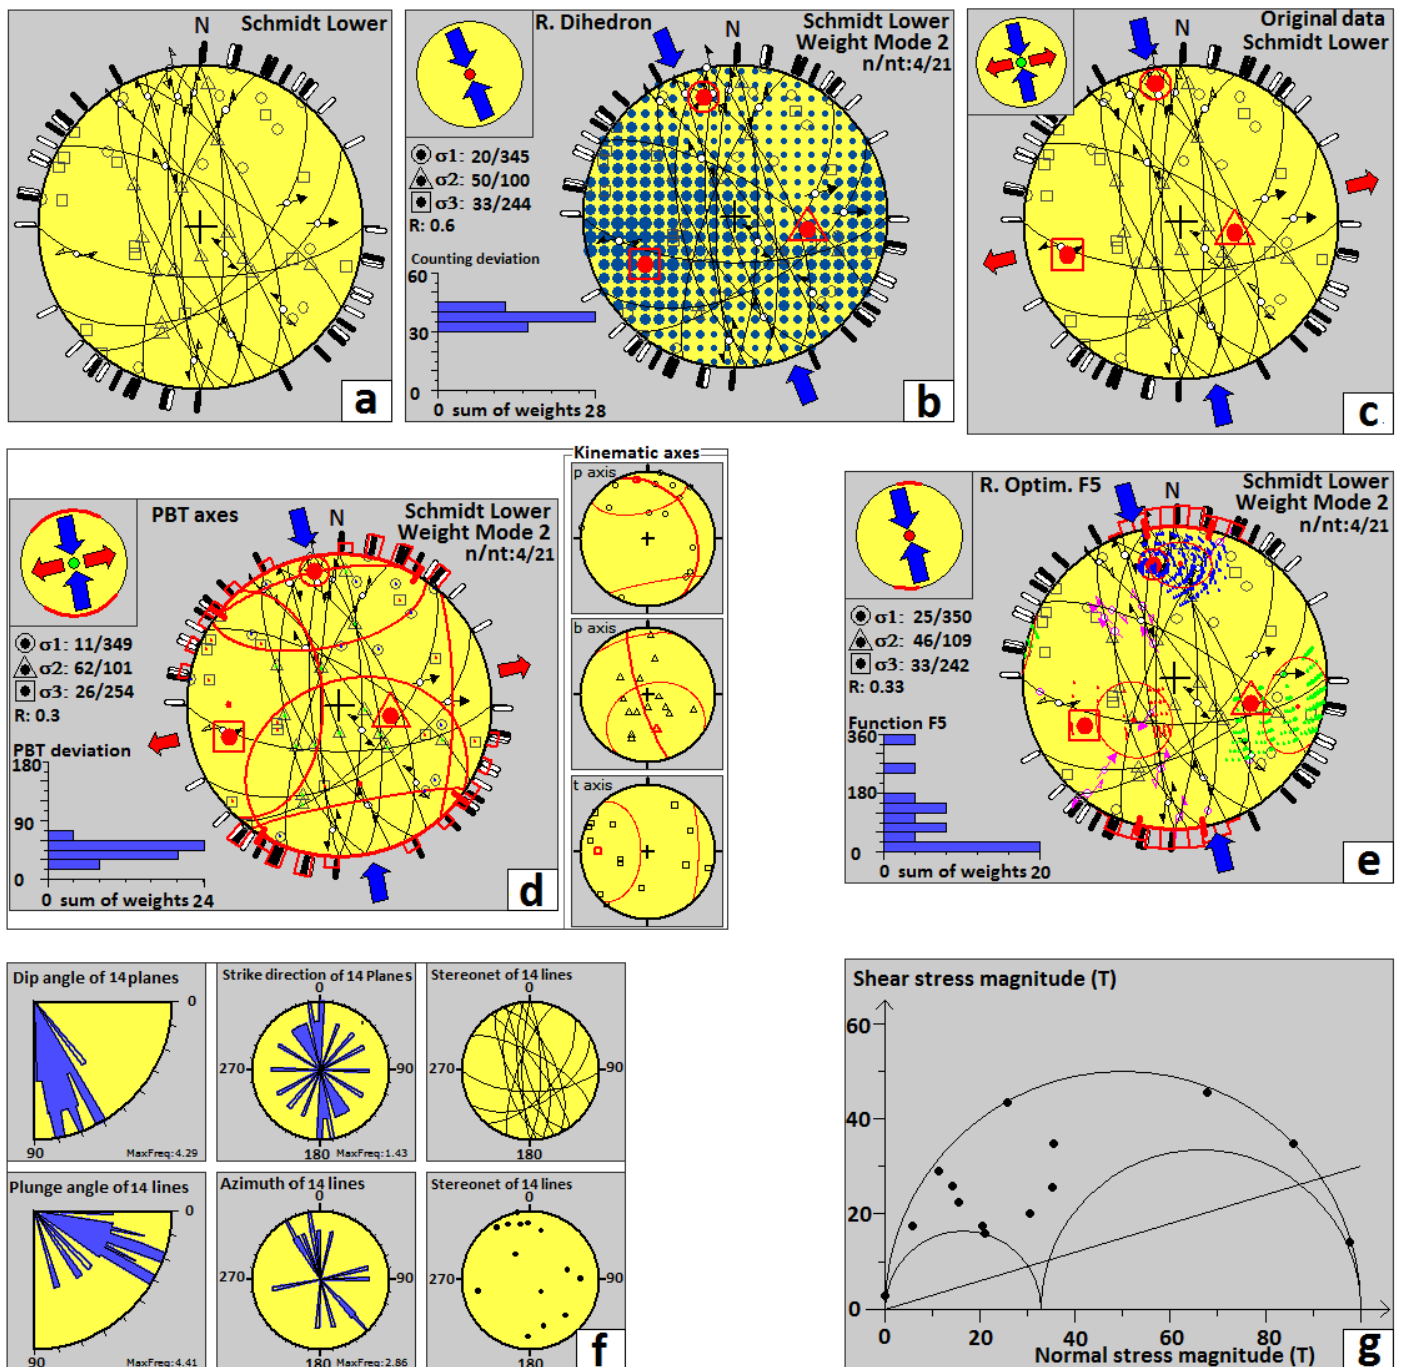 N
Schmidt Lower
a
R. Dihedron
N
Schmidt Lower
Weight Mode 2
n/nt:4/21
σ1: 20/345
σ2: 50/100
σ3: 33/244
R: 0.6
Counting deviation
60
30
0
0 sum of weights 28
b
N
Original data
Schmidt Lower
c
PBT axes
N
Schmidt Lower
Weight Mode 2
n/nt:4/21
σ1: 11/349
σ2: 62/101
σ3: 26/254
R: 0.3
PBT deviation
180
90
0
0 sum of weights 24
d
Kinematic axes
p axis
b axis
t axis
R. Optim. F5
N
Schmidt Lower
Weight Mode 2
n/nt:4/21
σ1: 25/350
σ2: 46/109
σ3: 33/242
R: 0.33
Function F5
360
180
0
0 sum of weights 20
e
Dip angle of 14 planes
0
90
MaxFreq:4.29
Strike direction of 14 Planes
0
270
90
180
MaxFreq:1.43
Stereonet of 14 lines
0
270
90
180
Plunge angle of 14 lines
0
90
MaxFreq:4.41
Azimuth of 14 lines
0
270
90
180
MaxFreq:2.86
Stereonet of 14 lines
0
270
90
180
f
Shear stress magnitude (T)
60
40
20
0
0
20
40
60
80
Normal stress magnitude (T)
g